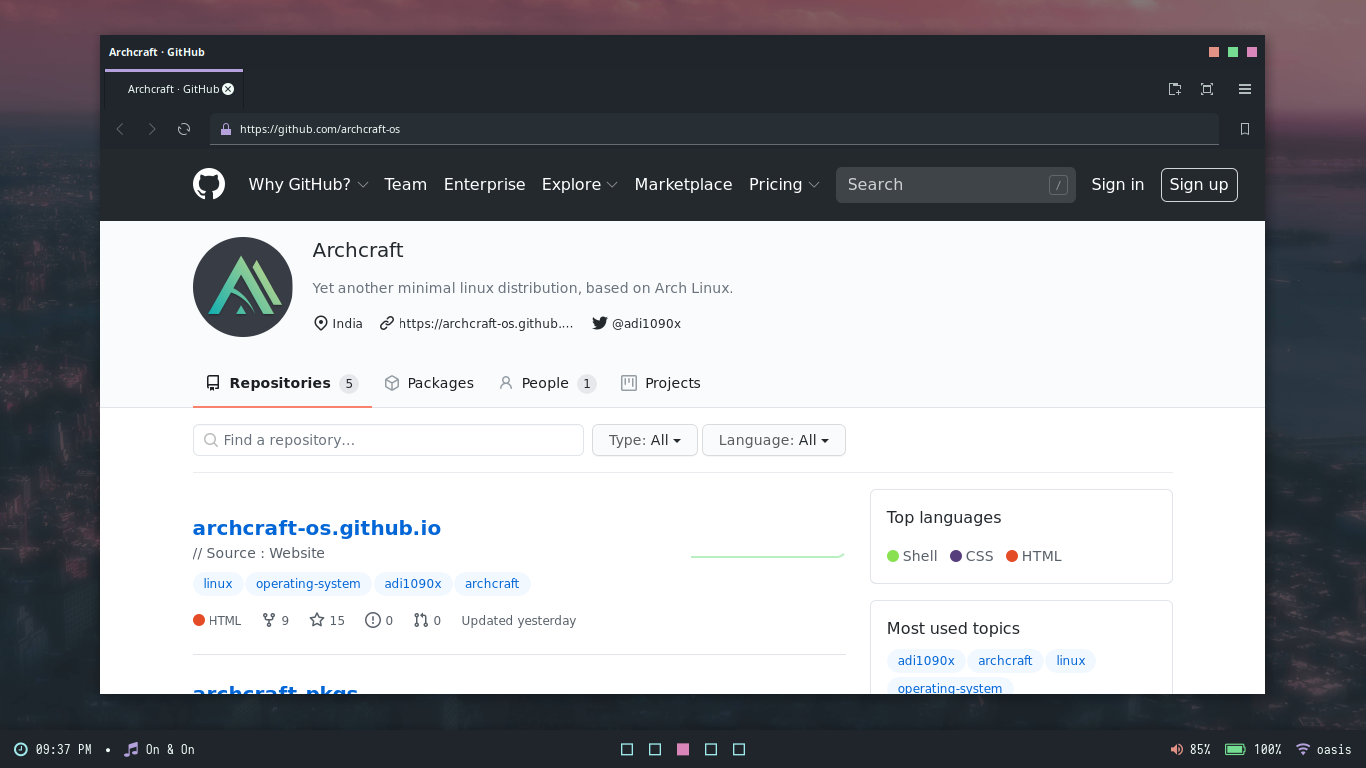 Archcraft · GitHub
Archcraft · GitHub
https://github.com/archcraft-os
Why GitHub? Team Enterprise Explore Marketplace Pricing Search / Sign in Sign up
Archcraft
Yet another minimal linux distribution, based on Arch Linux.
India https://archcraft-os.github.... @adi1090x
Repositories 5 Packages People 1 Projects
Find a repository... Type: All Language: All
archcraft-os.github.io
// Source : Website
linux operating-system adi1090x archcraft
HTML 9 15 0 0 Updated yesterday
archcraft-pkgs
Top languages
Shell CSS HTML
Most used topics
adi1090x archcraft linux
operating-system
09:37 PM • On & On 85% 100% oasis